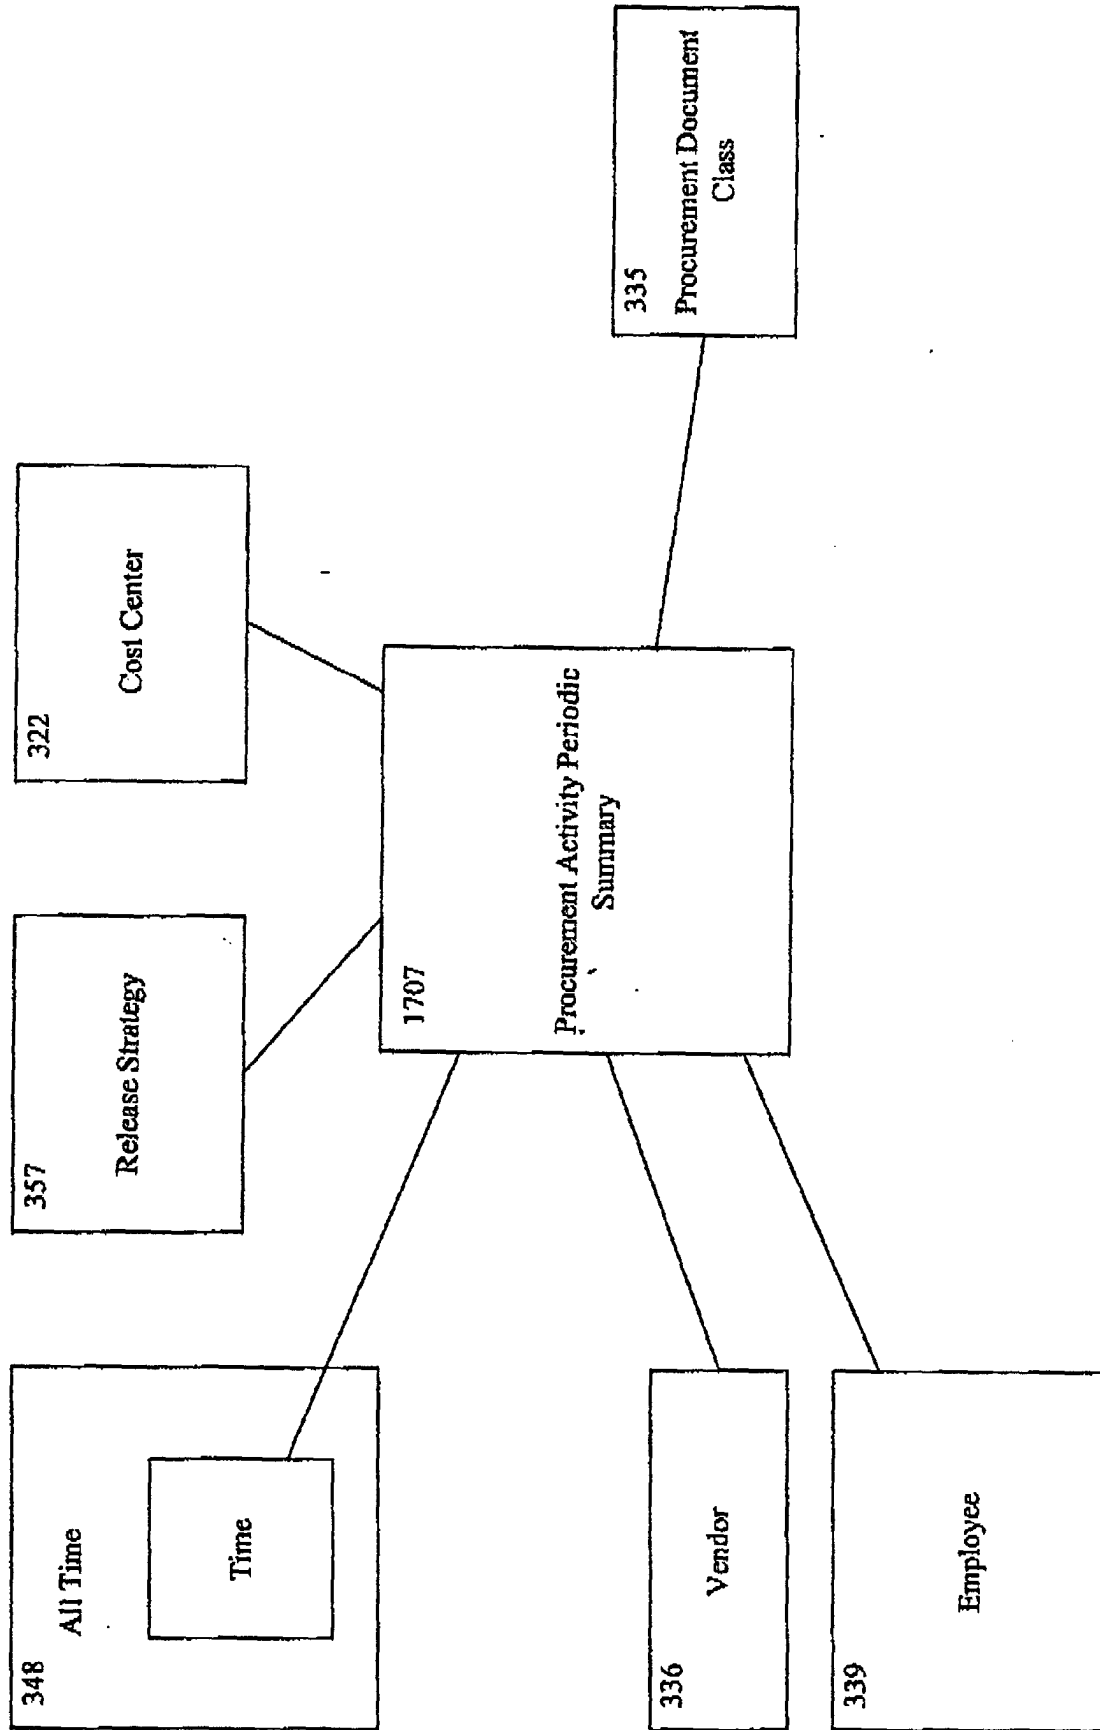 348
All Time
Time
357
Release Strategy
322
Cost Center
336
Vendor
339
Employee
1707
Procurement Activity Periodic
Summary
335
Procurement Document
Class